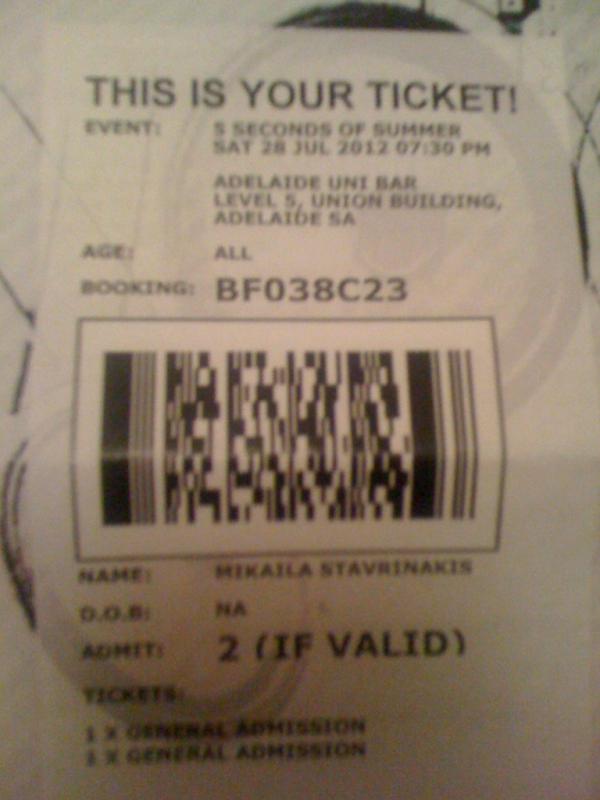 THIS IS YOUR TICKET!
EVENT: 5 SECONDS OF SUMMER
SAT 28 JUL 2012 07:30 PM
ADELAIDE UNI BAR
LEVEL 5, UNION BUILDING,
ADELAIDE SA
AGE: ALL
BOOKING: BF038C23
NAME: MIKAILA STAVRINAKIS
D.O.B: NA
ADMIT: 2 (IF VALID)
TICKETS:
1 X GENERAL ADMISSION
1 X GENERAL ADMISSION